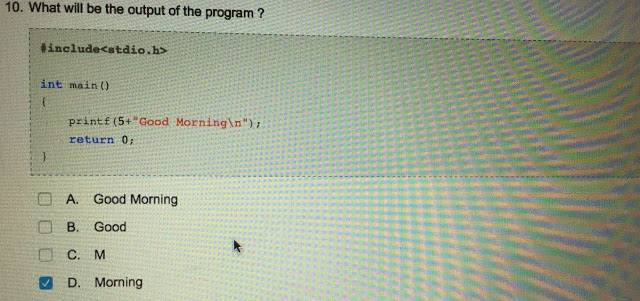 10. What will be the output of the program ?
#include<stdio.h>
int main()
{
printf(5+"Good Morning\n");
return 0;
}
A. Good Morning
B. Good
C. M
D. Morning